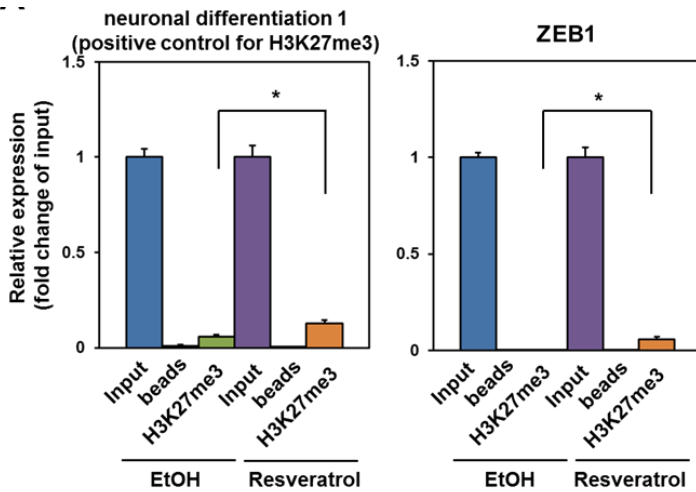 neuronal differentiation 1
(positive control for H3K27me3)
Relative expression
(fold change of input)
1.5
1
0.5
0
*
Input
beads
H3K27me3
Input
beads
H3K27me3
EtOH
Resveratrol
ZEB1
1.5
1
0.5
0
*
Input
beads
H3K27me3
Input
beads
H3K27me3
EtOH
Resveratrol